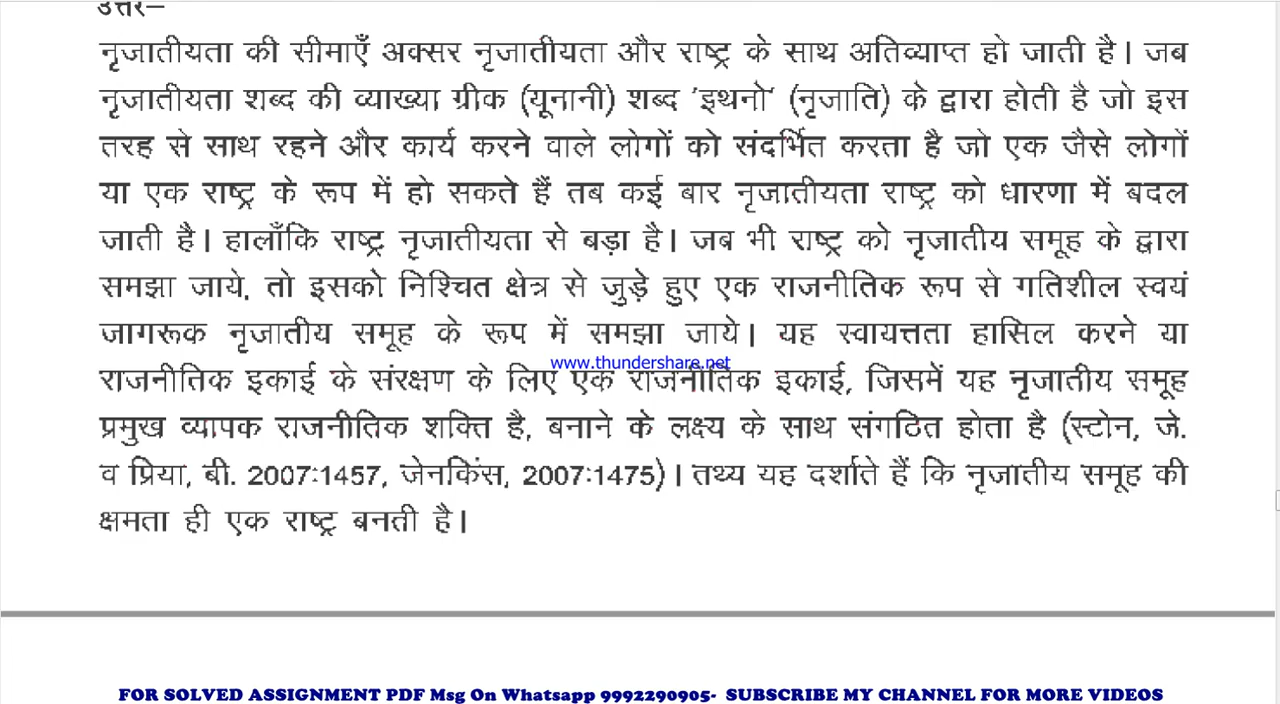 उत्तर–
नृजातीयता की सीमाएँ अक्सर नृजातीयता और राष्ट्र के साथ अतिव्याप्त हो जाती है। जब
नृजातीयता शब्द की व्याख्या ग्रीक (यूनानी) शब्द 'इथनो' (नृजाति) के द्वारा होती है जो इस
तरह से साथ रहने और कार्य करने वाले लोगों को संदर्भित करता है जो एक जैसे लोगों
या एक राष्ट्र के रूप में हो सकते हैं तब कई बार नृजातीयता राष्ट्र को धारणा में बदल
जाती है। हालाँकि राष्ट्र नृजातीयता से बड़ा है। जब भी राष्ट्र को नृजातीय समूह के द्वारा
समझा जाये, तो इसको निश्चित क्षेत्र से जुड़े हुए एक राजनीतिक रूप से गतिशील स्वयं
जागरूक नृजातीय समूह के रूप में समझा जाये। यह स्वायत्तता हासिल करने या
www.thundershare.net
राजनीतिक इकाई के संरक्षण के लिए एक राजनीतिक इकाई, जिसमें यह नृजातीय समूह
प्रमुख व्यापक राजनीतिक शक्ति है, बनाने के लक्ष्य के साथ संगठित होता है (स्टोन, जे.
व प्रिया, बी. 2007:1457, जेनकिंस, 2007:1475)। तथ्य यह दर्शाते हैं कि नृजातीय समूह की
क्षमता ही एक राष्ट्र बनती है।
FOR SOLVED ASSIGNMENT PDF Msg On Whatsapp 9992290905- SUBSCRIBE MY CHANNEL FOR MORE VIDEOS